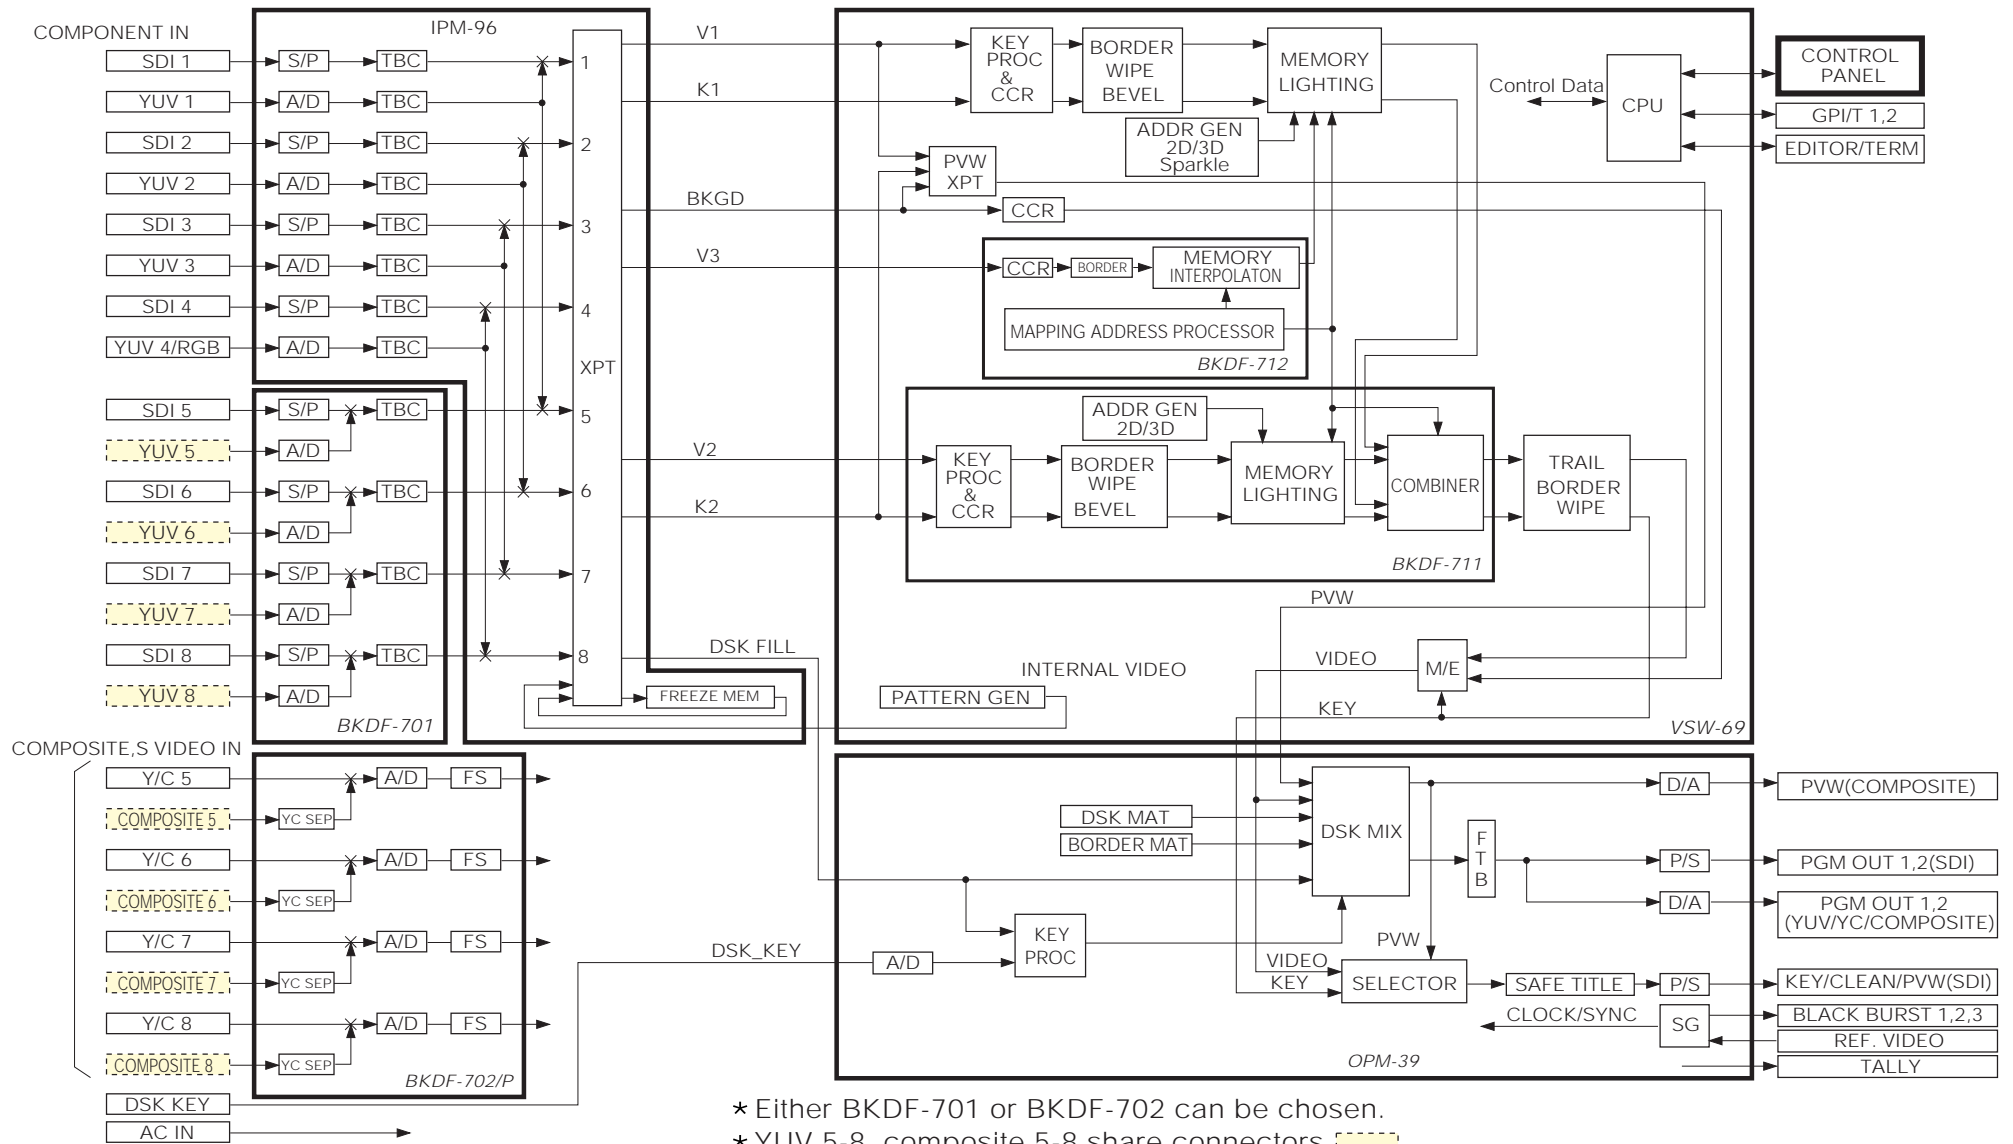 COMPONENT IN
SDI 1
YUV 1
SDI 2
YUV 2
SDI 3
YUV 3
SDI 4
YUV 4/RGB
SDI 5
YUV 5
SDI 6
YUV 6
SDI 7
YUV 7
SDI 8
YUV 8
COMPOSITE,S VIDEO IN
Y/C 5
COMPOSITE 5
Y/C 6
COMPOSITE 6
Y/C 7
COMPOSITE 7
Y/C 8
COMPOSITE 8
DSK KEY
AC IN
IPM-96
S/P TBC
A/D TBC
S/P TBC
A/D TBC
S/P TBC
A/D TBC
S/P TBC
A/D TBC
S/P TBC
A/D
S/P TBC
A/D
S/P TBC
A/D
S/P TBC
A/D
BKDF-701
A/D FS
YC SEP
A/D FS
YC SEP
A/D FS
YC SEP
A/D FS
YC SEP
BKDF-702/P
1
2
3
4
XPT
5
6
7
8
FREEZE MEM
V1
K1
BKGD
V3
V2
K2
DSK FILL
DSK_KEY
KEY
PROC
&
CCR
BORDER
WIPE
BEVEL
MEMORY
LIGHTING
ADDR GEN
2D/3D
Sparkle
PVW
XPT
CCR
CCR
BORDER
MEMORY
INTERPOLATON
MAPPING ADDRESS PROCESSOR
BKDF-712
ADDR GEN
2D/3D
KEY
PROC
&
CCR
BORDER
WIPE
BEVEL
MEMORY
LIGHTING
COMBINER
BKDF-711
TRAIL
BORDER
WIPE
PVW
INTERNAL VIDEO
PATTERN GEN
VIDEO
M/E
KEY
VSW-69
Control Data
CPU
CONTROL
PANEL
GPI/T 1,2
EDITOR/TERM
DSK MAT
BORDER MAT
DSK MIX
F
T
B
D/A
P/S
D/A
KEY
PROC
A/D
PVW
VIDEO
KEY
SELECTOR
SAFE TITLE
P/S
CLOCK/SYNC
SG
OPM-39
PVW(COMPOSITE)
PGM OUT 1,2(SDI)
PGM OUT 1,2
(YUV/YC/COMPOSITE)
KEY/CLEAN/PVW(SDI)
BLACK BURST 1,2,3
REF. VIDEO
TALLY
* Either BKDF-701 or BKDF-702 can be chosen.
* YUV 5-8, composite 5-8 share connectors